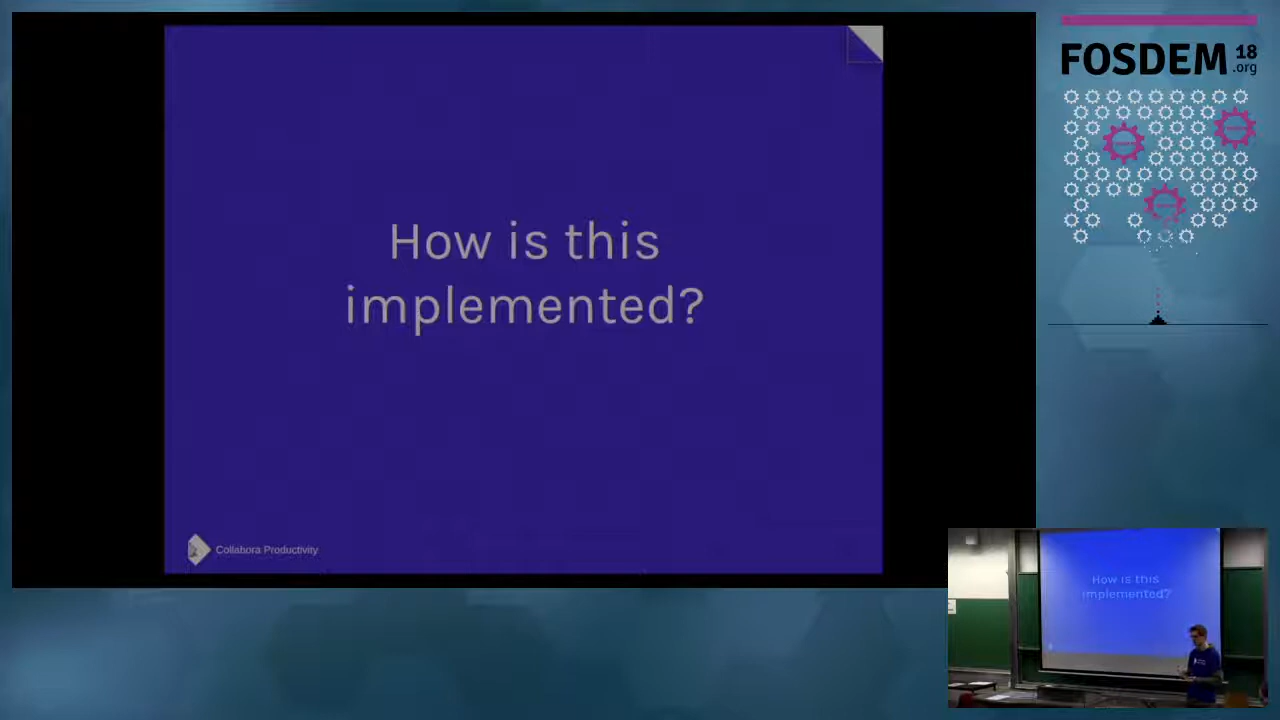 How is this
implemented?
Collabora Productivity
FOSDEM 18
.org
How is this
implemented?